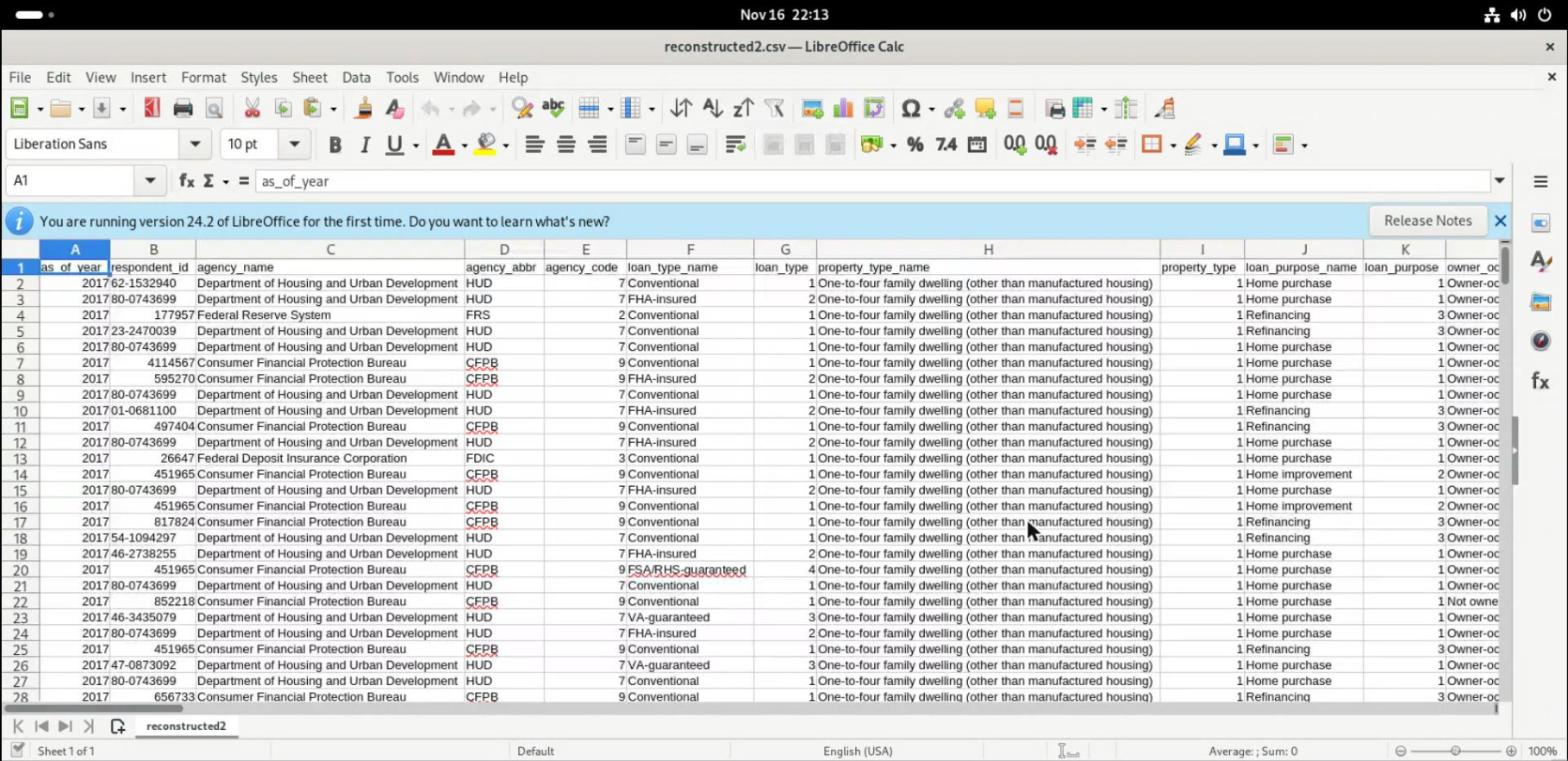 Nov 16 22:13
reconstructed2.csv — LibreOffice Calc
File Edit View Insert Format Styles Sheet Data Tools Window Help
Liberation Sans 10 pt
A1 as_of_year
You are running version 24.2 of LibreOffice for the first time. Do you want to learn what's new? Release Notes
A B C D E F G H I J K
1 as_of_year respondent_id agency_name agency_abbr agency_code loan_type_name loan_type property_type_name property_type loan_purpose_name loan_purpose owner_oc
2 2017 62-1532940 Department of Housing and Urban Development HUD 7 Conventional 1 One-to-four family dwelling (other than manufactured housing) 1 Home purchase 1 Owner-oc
3 2017 80-0743699 Department of Housing and Urban Development HUD 7 FHA-insured 2 One-to-four family dwelling (other than manufactured housing) 1 Home purchase 1 Owner-oc
4 2017 177957 Federal Reserve System FRS 2 Conventional 1 One-to-four family dwelling (other than manufactured housing) 1 Refinancing 3 Owner-oc
5 2017 23-2470039 Department of Housing and Urban Development HUD 7 Conventional 1 One-to-four family dwelling (other than manufactured housing) 1 Refinancing 3 Owner-oc
6 2017 80-0743699 Department of Housing and Urban Development HUD 7 Conventional 1 One-to-four family dwelling (other than manufactured housing) 1 Home purchase 1 Owner-oc
7 2017 4114567 Consumer Financial Protection Bureau CFPB 9 Conventional 1 One-to-four family dwelling (other than manufactured housing) 1 Home purchase 1 Owner-oc
8 2017 595270 Consumer Financial Protection Bureau CFPB 9 FHA-insured 2 One-to-four family dwelling (other than manufactured housing) 1 Home purchase 1 Owner-oc
9 2017 80-0743699 Department of Housing and Urban Development HUD 7 Conventional 1 One-to-four family dwelling (other than manufactured housing) 1 Home purchase 1 Owner-oc
10 2017 01-0681100 Department of Housing and Urban Development HUD 7 FHA-insured 2 One-to-four family dwelling (other than manufactured housing) 1 Refinancing 3 Owner-oc
11 2017 497404 Consumer Financial Protection Bureau CFPB 9 Conventional 1 One-to-four family dwelling (other than manufactured housing) 1 Refinancing 3 Owner-oc
12 2017 80-0743699 Department of Housing and Urban Development HUD 7 FHA-insured 2 One-to-four family dwelling (other than manufactured housing) 1 Home purchase 1 Owner-oc
13 2017 26647 Federal Deposit Insurance Corporation FDIC 3 Conventional 1 One-to-four family dwelling (other than manufactured housing) 1 Home purchase 1 Owner-oc
14 2017 451965 Consumer Financial Protection Bureau CFPB 9 Conventional 1 One-to-four family dwelling (other than manufactured housing) 1 Home improvement 2 Owner-oc
15 2017 80-0743699 Department of Housing and Urban Development HUD 7 FHA-insured 2 One-to-four family dwelling (other than manufactured housing) 1 Home purchase 1 Owner-oc
16 2017 451965 Consumer Financial Protection Bureau CFPB 9 Conventional 1 One-to-four family dwelling (other than manufactured housing) 1 Home improvement 2 Owner-oc
17 2017 817824 Consumer Financial Protection Bureau CFPB 9 Conventional 1 One-to-four family dwelling (other than manufactured housing) 1 Refinancing 3 Owner-oc
18 2017 54-1094297 Department of Housing and Urban Development HUD 7 Conventional 1 One-to-four family dwelling (other than manufactured housing) 1 Refinancing 3 Owner-oc
19 2017 46-2738255 Department of Housing and Urban Development HUD 7 FHA-insured 2 One-to-four family dwelling (other than manufactured housing) 1 Home purchase 1 Owner-oc
20 2017 451965 Consumer Financial Protection Bureau CFPB 9 FSA/RHS-guaranteed 4 One-to-four family dwelling (other than manufactured housing) 1 Home purchase 1 Owner-oc
21 2017 80-0743699 Department of Housing and Urban Development HUD 7 Conventional 1 One-to-four family dwelling (other than manufactured housing) 1 Home purchase 1 Owner-oc
22 2017 852218 Consumer Financial Protection Bureau CFPB 9 Conventional 1 One-to-four family dwelling (other than manufactured housing) 1 Home purchase 1 Not owne
23 2017 46-3435079 Department of Housing and Urban Development HUD 7 VA-guaranteed 3 One-to-four family dwelling (other than manufactured housing) 1 Home purchase 1 Owner-oc
24 2017 80-0743699 Department of Housing and Urban Development HUD 7 FHA-insured 2 One-to-four family dwelling (other than manufactured housing) 1 Home purchase 1 Owner-oc
25 2017 451965 Consumer Financial Protection Bureau CFPB 9 Conventional 1 One-to-four family dwelling (other than manufactured housing) 1 Refinancing 3 Owner-oc
26 2017 47-0873092 Department of Housing and Urban Development HUD 7 VA-guaranteed 3 One-to-four family dwelling (other than manufactured housing) 1 Home purchase 1 Owner-oc
27 2017 80-0743699 Department of Housing and Urban Development HUD 7 Conventional 1 One-to-four family dwelling (other than manufactured housing) 1 Home purchase 1 Owner-oc
28 2017 656733 Consumer Financial Protection Bureau CFPB 9 Conventional 1 One-to-four family dwelling (other than manufactured housing) 1 Refinancing 3 Owner-oc
reconstructed2
Sheet 1 of 1 Default English (USA) Average: ; Sum: 0 100%